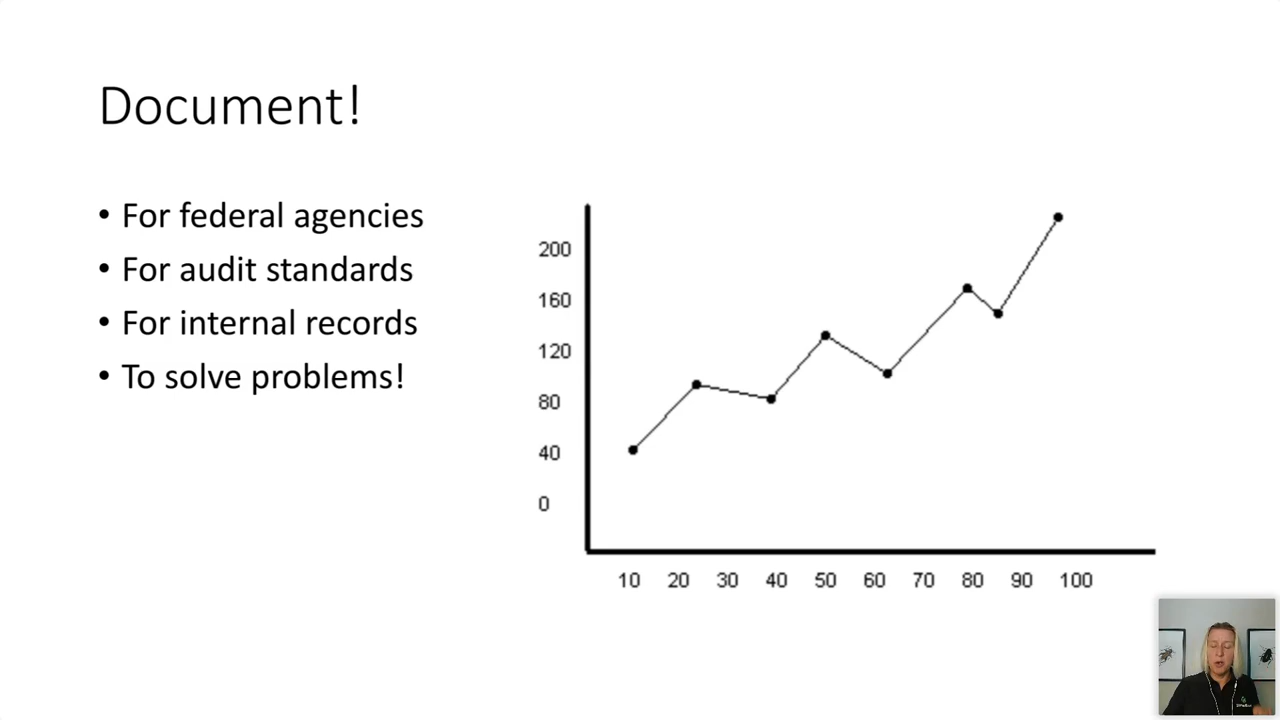 Document!
• For federal agencies
• For audit standards
• For internal records
• To solve problems!
200
160
120
80
40
0
10 20 30 40 50 60 70 80 90 100